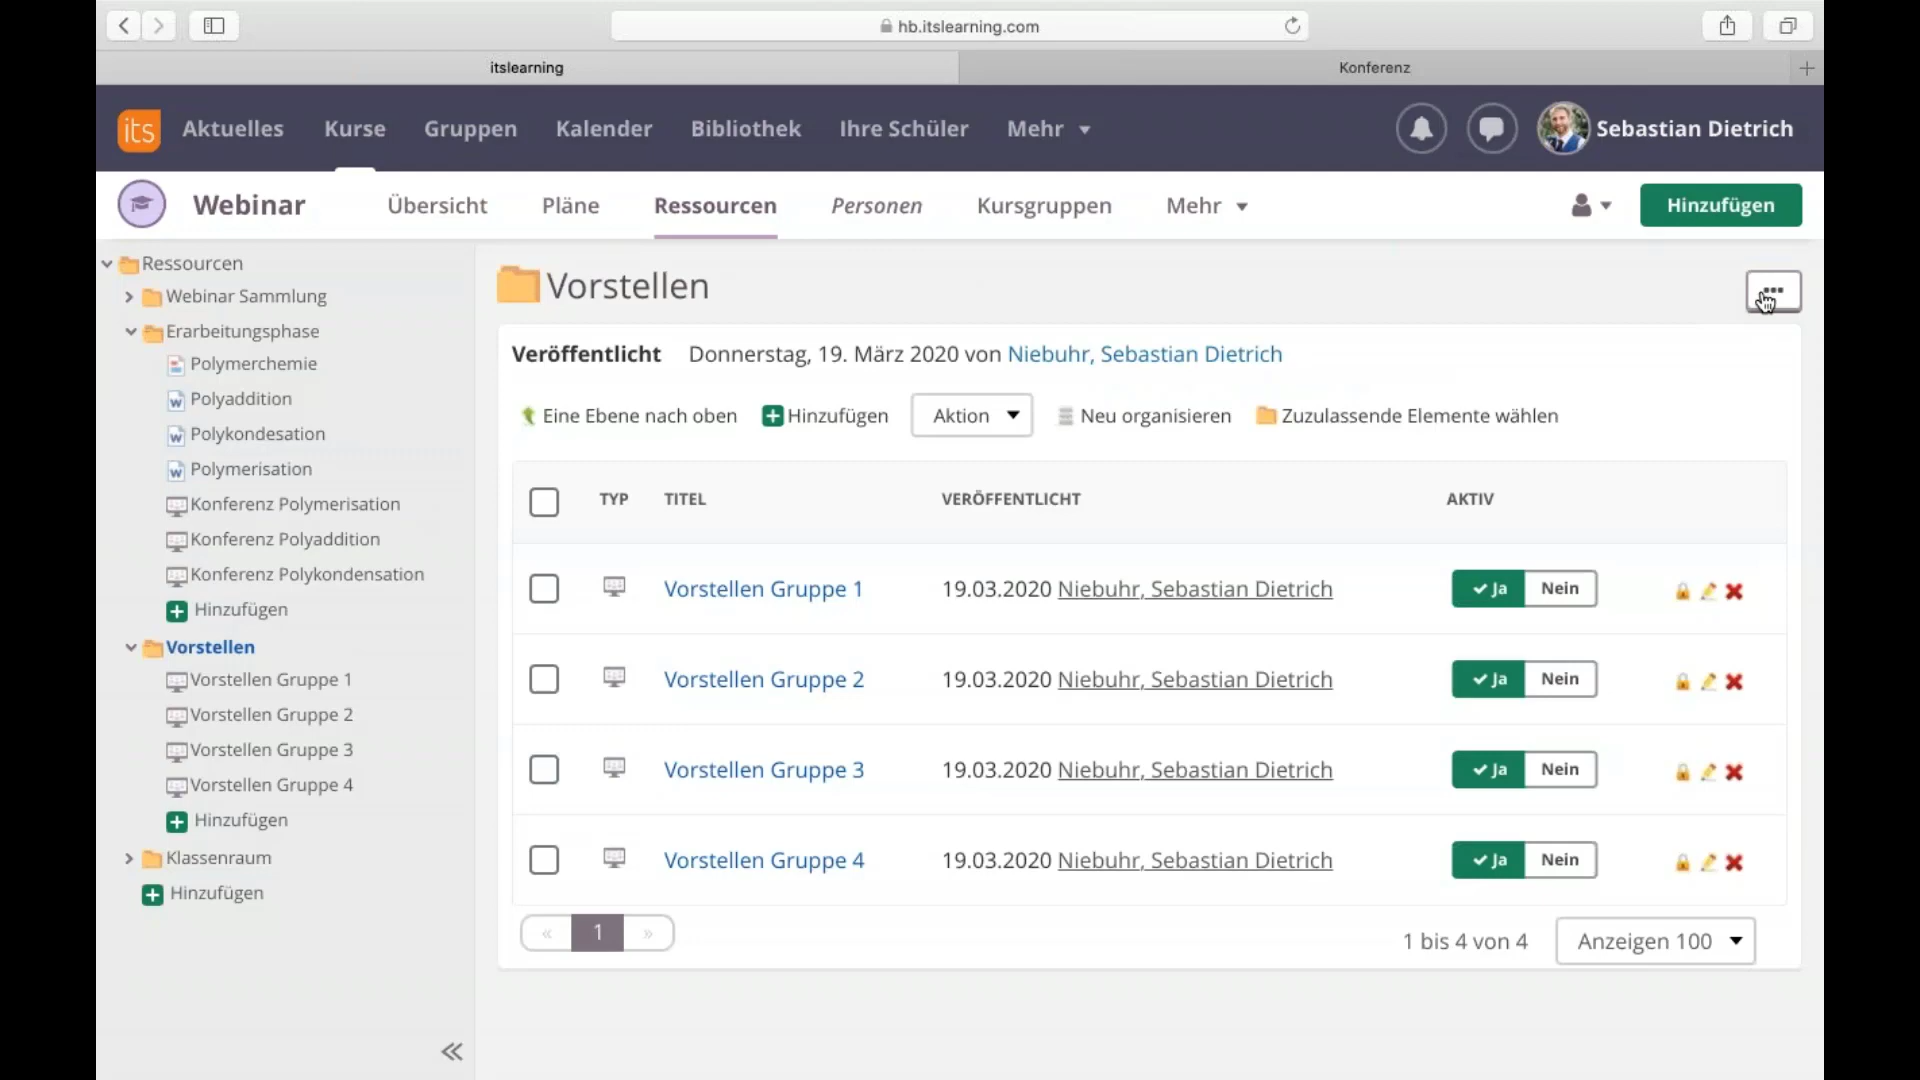 hb.itslearning.com
itslearning
Konferenz
its
Aktuelles
Kurse
Gruppen
Kalender
Bibliothek
Ihre Schüler
Mehr
Sebastian Dietrich
Webinar
Übersicht
Pläne
Ressourcen
Personen
Kursgruppen
Mehr
Hinzufügen
Ressourcen
Webinar Sammlung
Erarbeitungsphase
Polymerchemie
Polyaddition
Polykondesation
Polymerisation
Konferenz Polymerisation
Konferenz Polyaddition
Konferenz Polykondensation
Hinzufügen
Vorstellen
Vorstellen Gruppe 1
Vorstellen Gruppe 2
Vorstellen Gruppe 3
Vorstellen Gruppe 4
Hinzufügen
Klassenraum
Hinzufügen
Vorstellen
Veröffentlicht Donnerstag, 19. März 2020 von Niebuhr, Sebastian Dietrich
Eine Ebene nach oben
Hinzufügen
Aktion
Neu organisieren
Zuzulassende Elemente wählen
TYP TITEL VERÖFFENTLICHT AKTIV
Vorstellen Gruppe 1 19.03.2020 Niebuhr, Sebastian Dietrich Ja Nein
Vorstellen Gruppe 2 19.03.2020 Niebuhr, Sebastian Dietrich Ja Nein
Vorstellen Gruppe 3 19.03.2020 Niebuhr, Sebastian Dietrich Ja Nein
Vorstellen Gruppe 4 19.03.2020 Niebuhr, Sebastian Dietrich Ja Nein
« 1 »
1 bis 4 von 4
Anzeigen 100